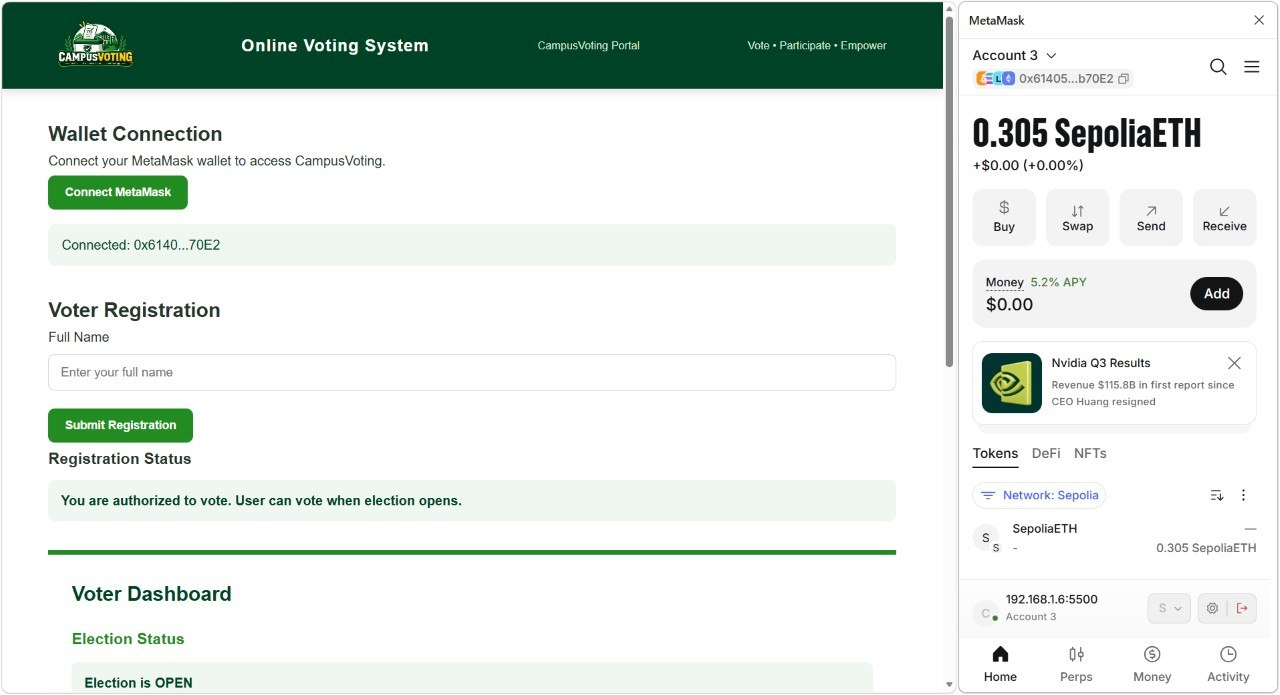 CAMPUSVOTING
Online Voting System
CampusVoting Portal
Vote • Participate • Empower
Wallet Connection
Connect your MetaMask wallet to access CampusVoting.
Connect MetaMask
Connected: 0x6140...70E2
Voter Registration
Full Name
Enter your full name
Submit Registration
Registration Status
You are authorized to vote. User can vote when election opens.
Voter Dashboard
Election Status
Election is OPEN
MetaMask
Account 3
0x61405...b70E2
0.305 SepoliaETH
+$0.00 (+0.00%)
$
Buy
Swap
Send
Receive
Money 5.2% APY
$0.00
Add
Nvidia Q3 Results
Revenue $115.8B in first report since
CEO Huang resigned
Tokens DeFi NFTs
Network: Sepolia
S
S
SepoliaETH —
- 0.305 SepoliaETH
C
192.168.1.6:5500
Account 3
S
Home
Perps
Money
Activity